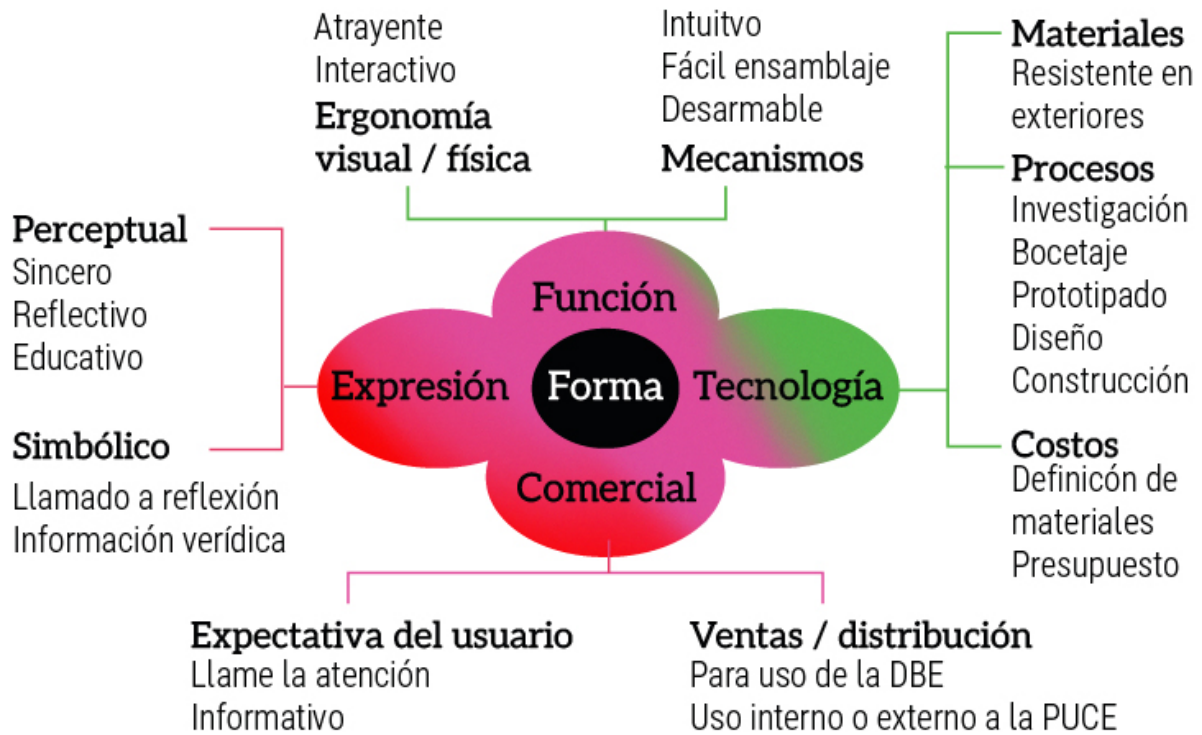 Atrayente
Interactivo
Ergonomía
visual / física
Intuitvo
Fácil ensamblaje
Desarmable
Mecanismos
Materiales
Resistente en
exteriores
Procesos
Investigación
Bocetaje
Prototipado
Diseño
Construcción
Costos
Definicón de
materiales
Presupuesto
Perceptual
Sincero
Reflectivo
Educativo
Simbólico
Llamado a reflexión
Información verídica
Función
Expresión
Forma
Tecnología
Comercial
Expectativa del usuario
Llame la atención
Informativo
Ventas / distribución
Para uso de la DBE
Uso interno o externo a la PUCE